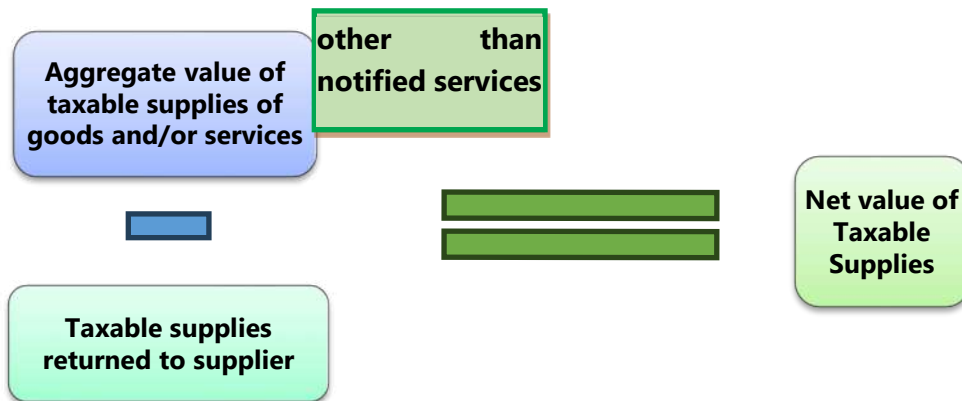 Aggregate value of
taxable supplies of
goods and/or services
other than
notified services
Taxable supplies
returned to supplier
Net value of
Taxable
Supplies